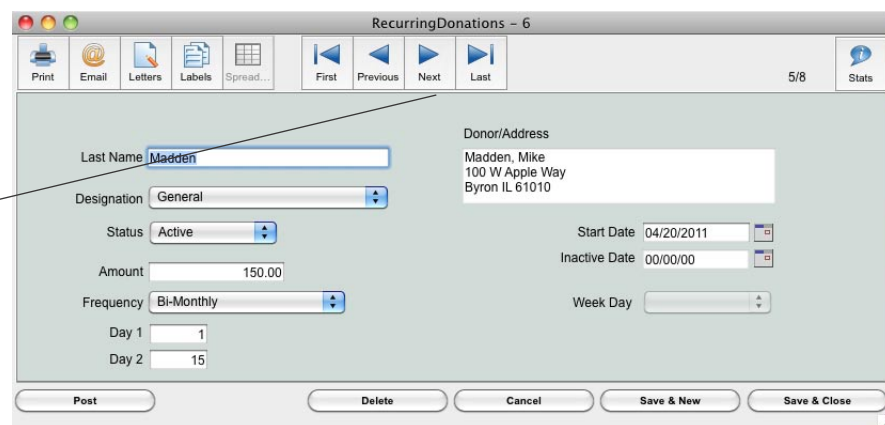 RecurringDonations – 6
Print Email Letters Labels Spread... First Previous Next Last 5/8 Stats
Donor/Address
Last Name Madden
Madden, Mike
100 W Apple Way
Byron IL 61010
Designation General
Status Active
Start Date 04/20/2011
Inactive Date 00/00/00
Amount 150.00
Frequency Bi-Monthly
Week Day
Day 1 1
Day 2 15
Post Delete Cancel Save & New Save & Close